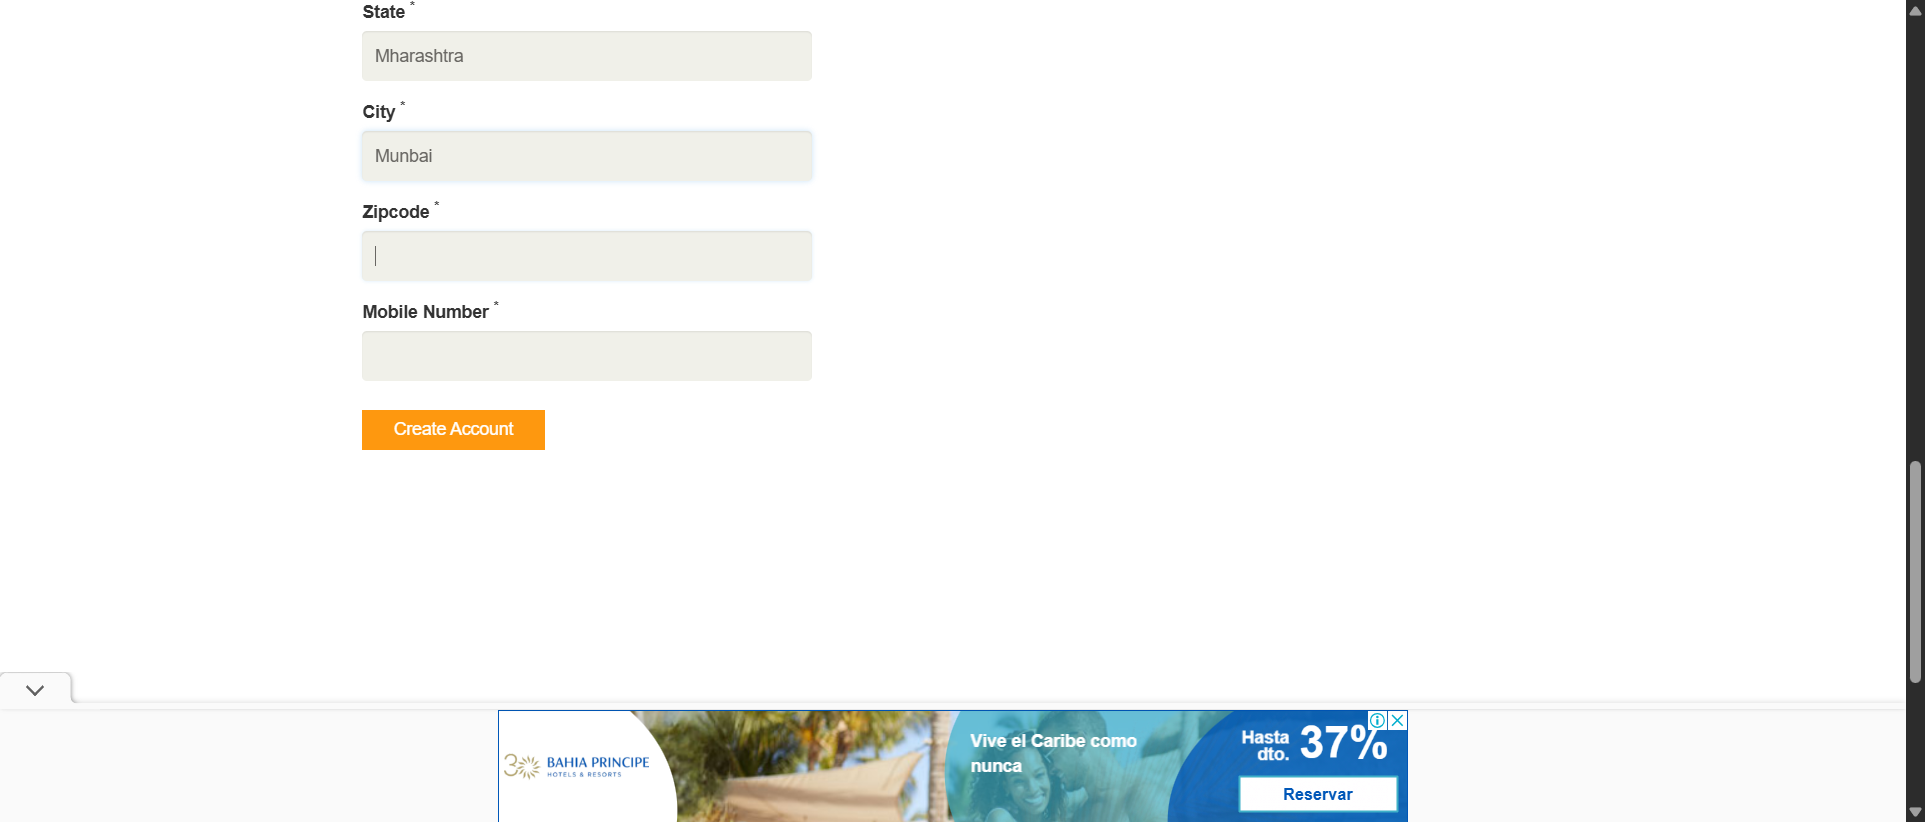 State *
Mharashtra
City *
Munbai
Zipcode *
Mobile Number *
Create Account
30 BAHIA PRINCIPE
HOTELS & RESORTS
Vive el Caribe como
nunca
Hasta
dto.
37%
Reservar